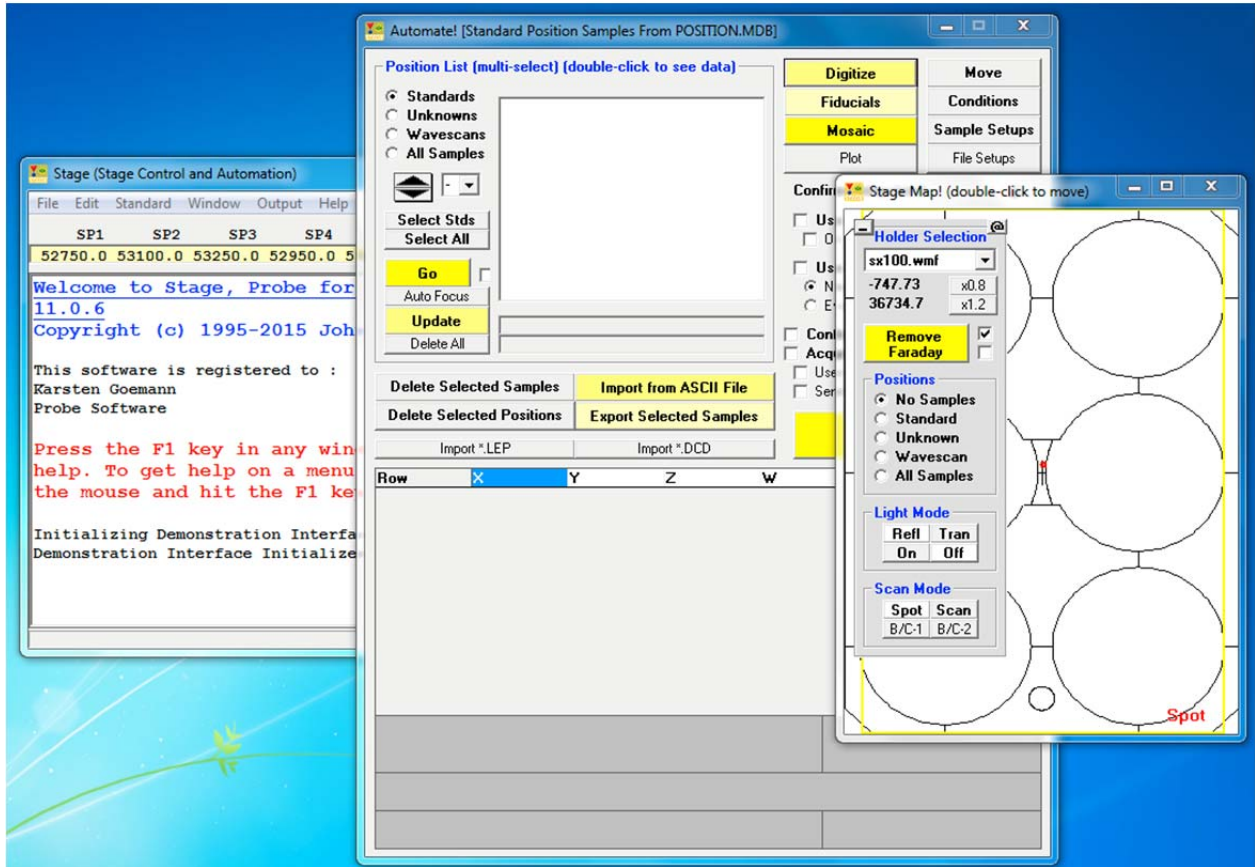 Automate! [Standard Position Samples From POSITION.MDB]
Position List (multi-select) (double-click to see data)
Standards
Unknowns
Wavescans
All Samples
-
Select Stds
Select All
Go
Auto Focus
Update
Delete All
Digitize Move
Fiducials Conditions
Mosaic Sample Setups
Plot File Setups
Delete Selected Samples Import from ASCII File
Delete Selected Positions Export Selected Samples
Import *.LEP Import *.DCD
Row X Y Z W
Stage (Stage Control and Automation)
File Edit Standard Window Output Help
SP1 SP2 SP3 SP4
52750.0 53100.0 53250.0 52950.0 5
Welcome to Stage, Probe for
11.0.6
Copyright (c) 1995-2015 Joh
This software is registered to :
Karsten Goemann
Probe Software
Press the F1 key in any win
help. To get help on a menu
the mouse and hit the F1 ke
Initializing Demonstration Interfa
Demonstration Interface Initialize
Stage Map! (double-click to move)
Holder Selection @
sx100.wmf
-747.73 x0.8
36734.7 x1.2
Remove
Faraday
Positions
No Samples
Standard
Unknown
Wavescan
All Samples
Light Mode
Refl Tran
On Off
Scan Mode
Spot Scan
B/C-1 B/C-2
Spot